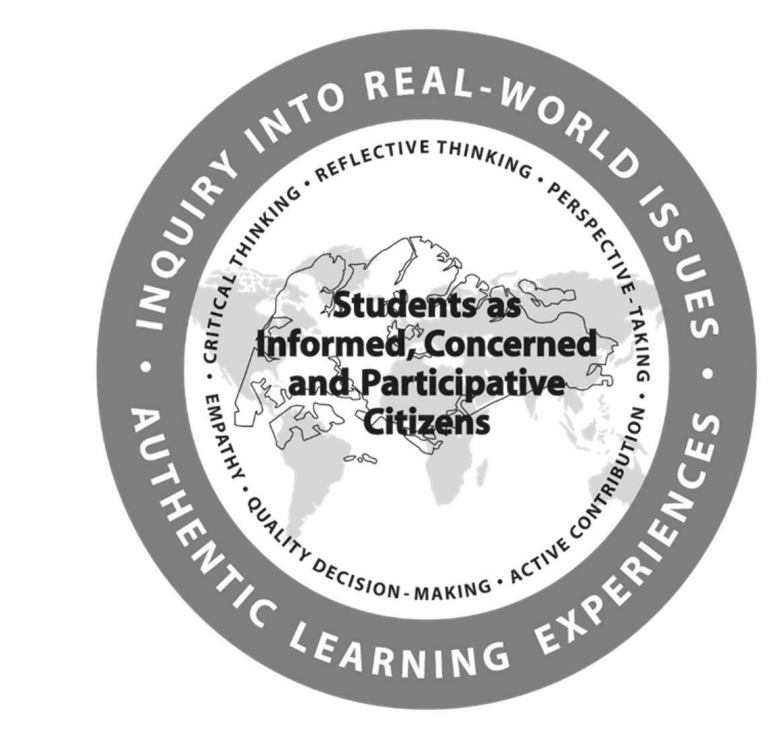 • INQUIRY INTO REAL-WORLD ISSUES •
AUTHENTIC LEARNING EXPERIENCES
• CRITICAL THINKING • REFLECTIVE THINKING • PERSPECTIVE-TAKING •
EMPATHY • QUALITY DECISION-MAKING • ACTIVE CONTRIBUTION
Students as
Informed, Concerned
and Participative
Citizens